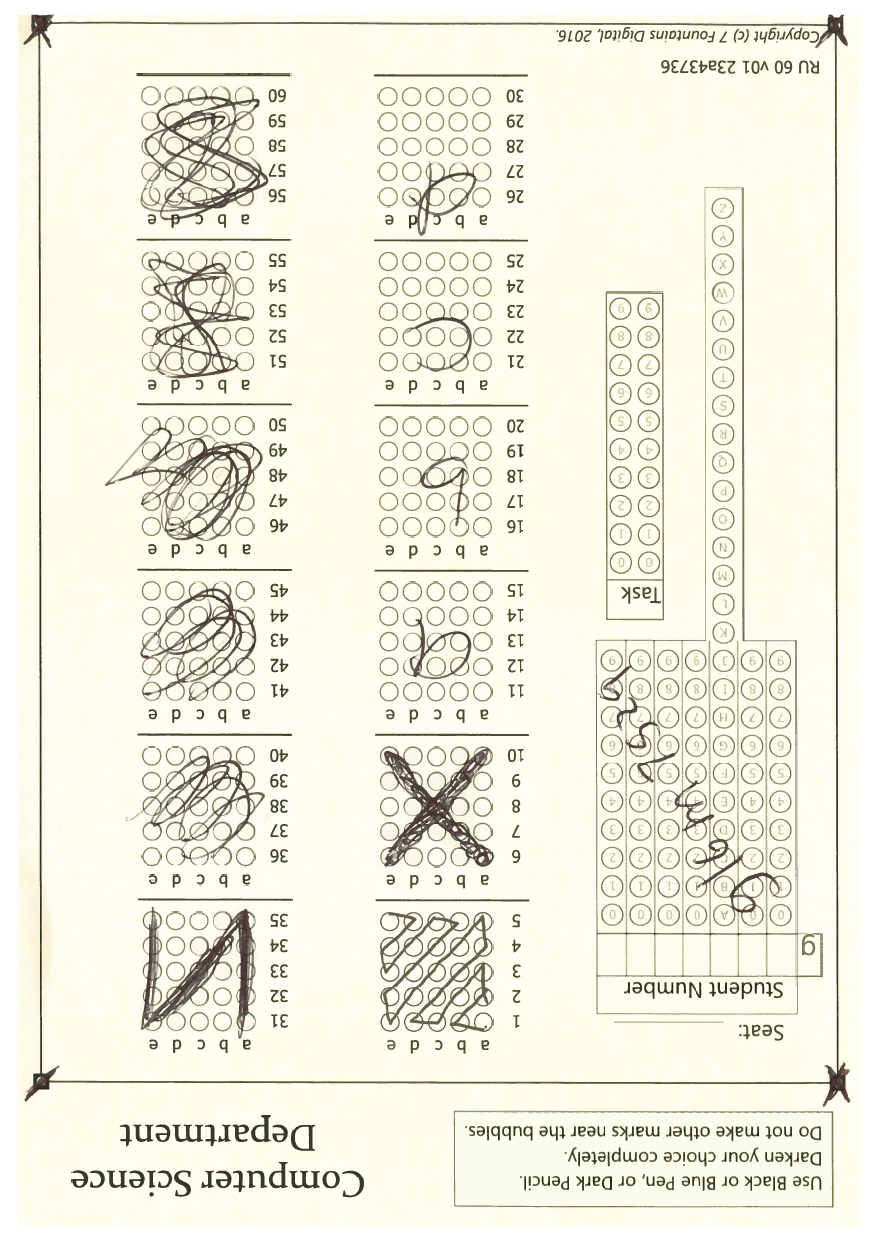 Computer Science
Department
Use Black or Blue Pen, or Dark Pencil.
Darken your choice completely.
Do not make other marks near the bubbles.
Seat:
Student Number
g
0 0 A 0 0 0 0
1 1 B 1 1 1 1
2 2 C 2 2 2 2
3 3 D 3 3 3 3
4 4 E 4 4 4 4
5 5 F 5 5 5 5
6 6 G 6 6 6 6
7 7 H 7 7 7 7
8 8 I 8 8 8 8
9 9 J 9 9 9 9
K
L
M
N
O
P
Q
R
S
T
U
V
W
X
Y
Z
Task
0 0
1 1
2 2
3 3
4 4
5 5
6 6
7 7
8 8
9 9
a b c d e
1
2
3
4
5
a b c d e
6
7
8
9
10
a b c d e
11
12
13
14
15
a b c d e
16
17
18
19
20
a b c d e
21
22
23
24
25
a b c d e
26
27
28
29
30
a b c d e
31
32
33
34
35
a b c d e
36
37
38
39
40
a b c d e
41
42
43
44
45
a b c d e
46
47
48
49
50
a b c d e
51
52
53
54
55
a b c d e
56
57
58
59
60
RU 60 v01 23a43736
Copyright (c) 7 Fountains Digital, 2016.